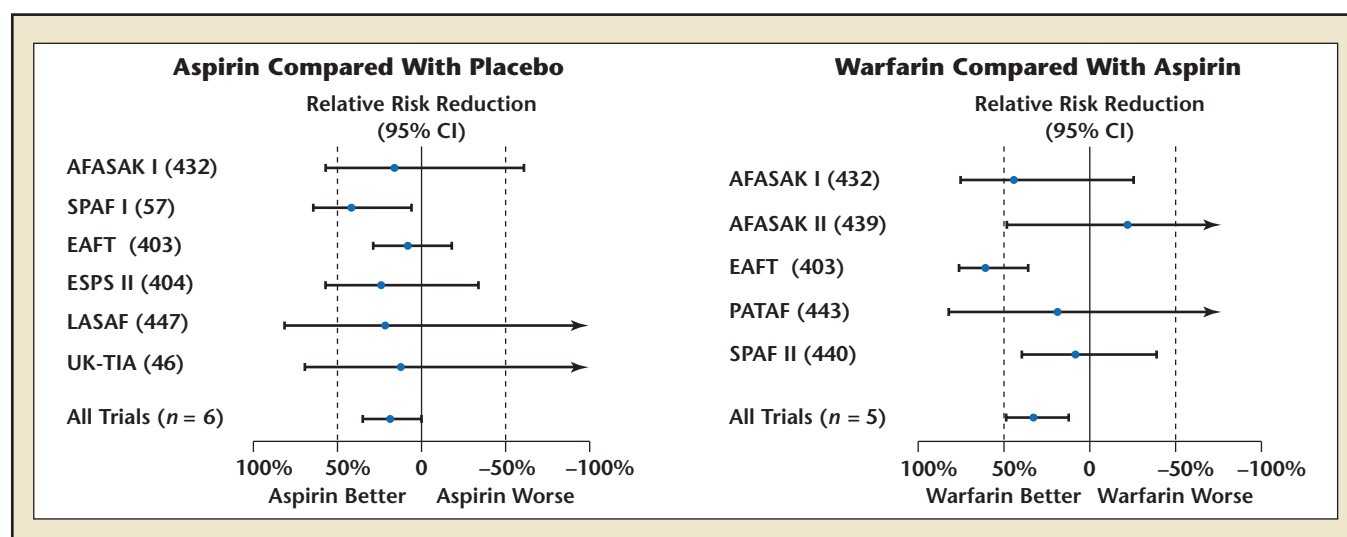 Aspirin Compared With Placebo
Relative Risk Reduction
(95% CI)
AFASAK I (432)
SPAF I (57)
EAFT (403)
ESPS II (404)
LASAF (447)
UK-TIA (46)
All Trials (n = 6)
100% 50% 0 –50% –100%
Aspirin Better Aspirin Worse
Warfarin Compared With Aspirin
Relative Risk Reduction
(95% CI)
AFASAK I (432)
AFASAK II (439)
EAFT (403)
PATAF (443)
SPAF II (440)
All Trials (n = 5)
100% 50% 0 –50% –100%
Warfarin Better Warfarin Worse